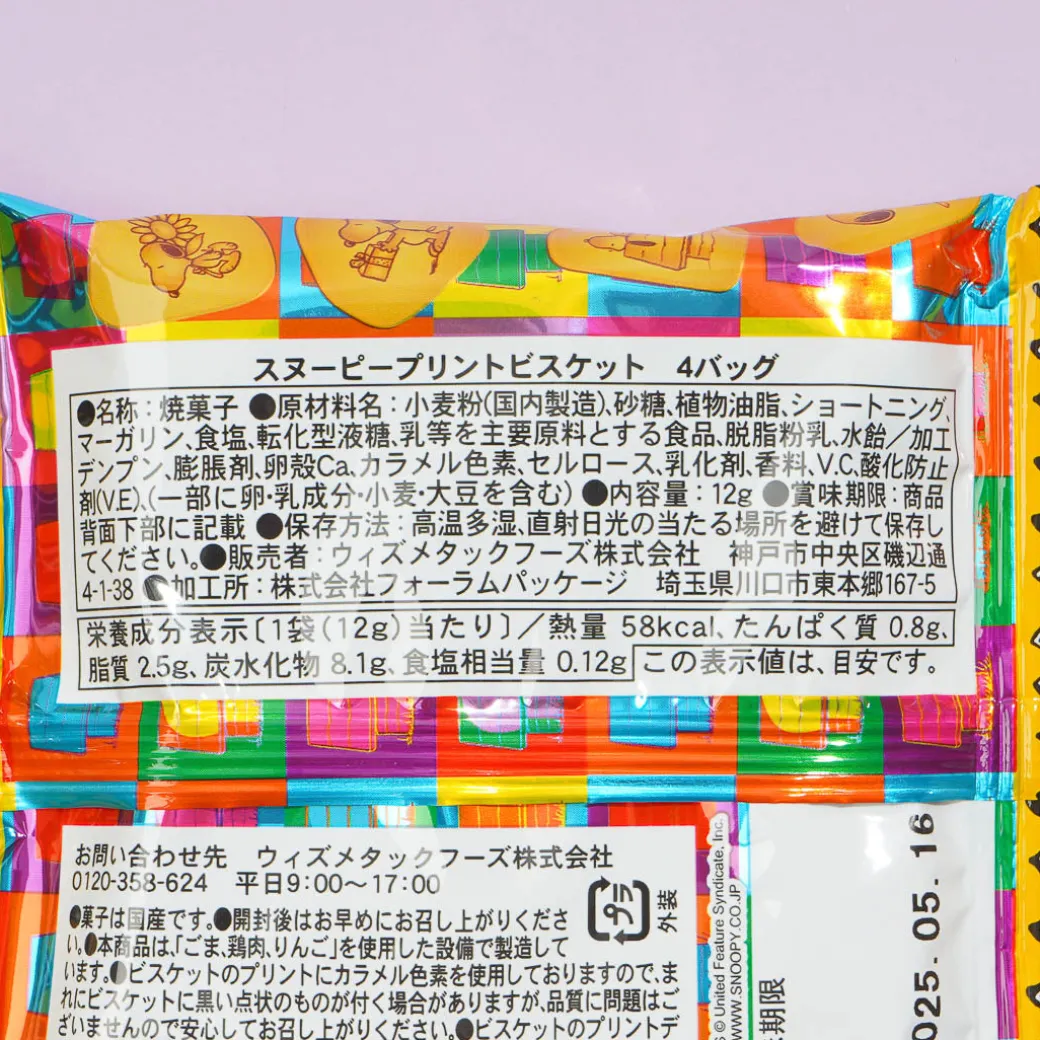 スヌーピープリントビスケット 4バッグ
●名称：焼菓子 ●原材料名：小麦粉(国内製造)､砂糖､植物油脂､ショートニング､
マーガリン､食塩､転化型液糖､乳等を主要原料とする食品､脱脂粉乳､水飴／加工
デンプン､膨脹剤､卵殻Ca､カラメル色素､セルロース､乳化剤､香料､V.C､酸化防止
剤(V.E)､(一部に卵･乳成分･小麦･大豆を含む) ●内容量：12g ●賞味期限：商品
背面下部に記載 ●保存方法：高温多湿､直射日光の当たる場所を避けて保存し
てください。●販売者：ウィズメタックフーズ株式会社 神戸市中央区磯辺通
4-1-38 ●加工所：株式会社フォーラムパッケージ 埼玉県川口市東本郷167-5
栄養成分表示〔1袋(12g)当たり〕／熱量 58kcal､たんぱく質 0.8g､
脂質 2.5g､炭水化物 8.1g､食塩相当量 0.12g この表示値は､目安です。
お問い合わせ先 ウィズメタックフーズ株式会社
0120-358-624 平日9:00～17:00
●菓子は国産です。●開封後はお早めにお召し上がりくださ
い。●本商品は､｢ごま､鶏肉､りんご｣を使用した設備で製造して
います。●ビスケットのプリントにカラメル色素を使用しておりますので､ま
れにビスケットに黒い点状のものが付く場合がありますが､品質に問題はご
ざいませんので安心してお召し上がりください。●ビスケットのプリントデ
プラ
外装
© United Feature Syndicate, Inc.
WWW.SNOOPY.CO.JP
期限
025. 05. 16